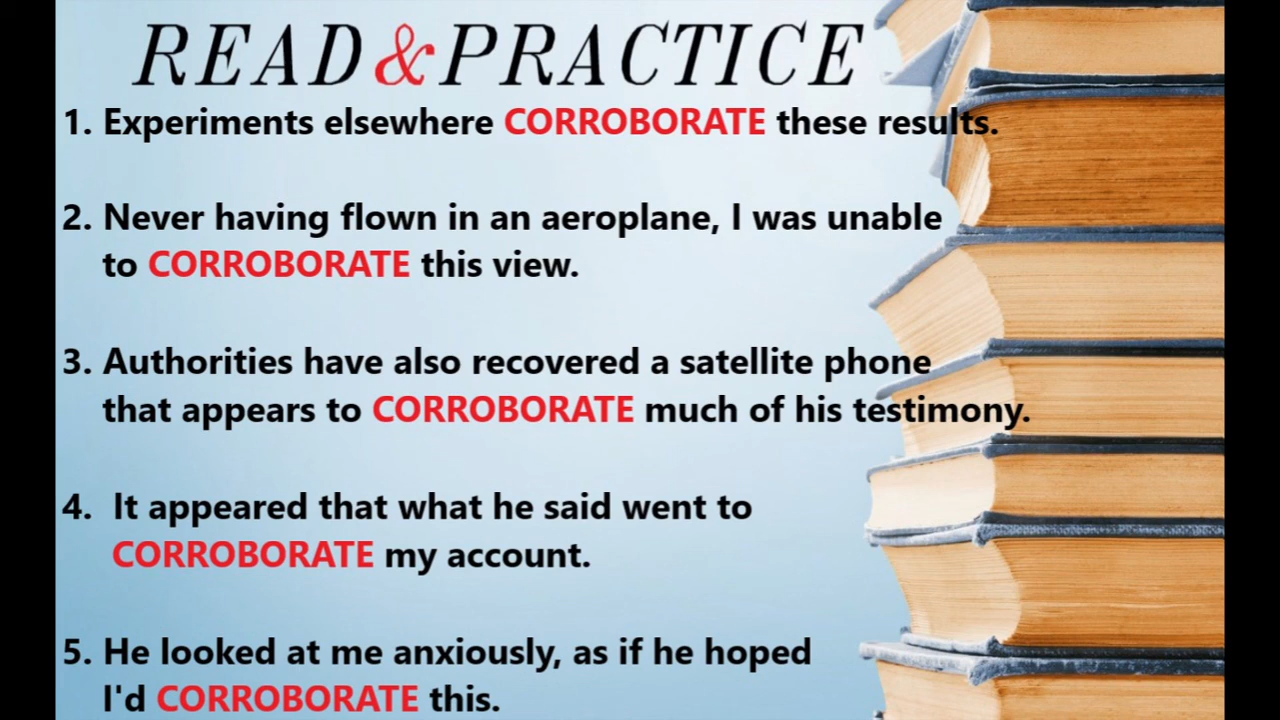 READ&PRACTICE
1. Experiments elsewhere CORROBORATE these results.
2. Never having flown in an aeroplane, I was unable
to CORROBORATE this view.
3. Authorities have also recovered a satellite phone
that appears to CORROBORATE much of his testimony.
4. It appeared that what he said went to
CORROBORATE my account.
5. He looked at me anxiously, as if he hoped
I'd CORROBORATE this.